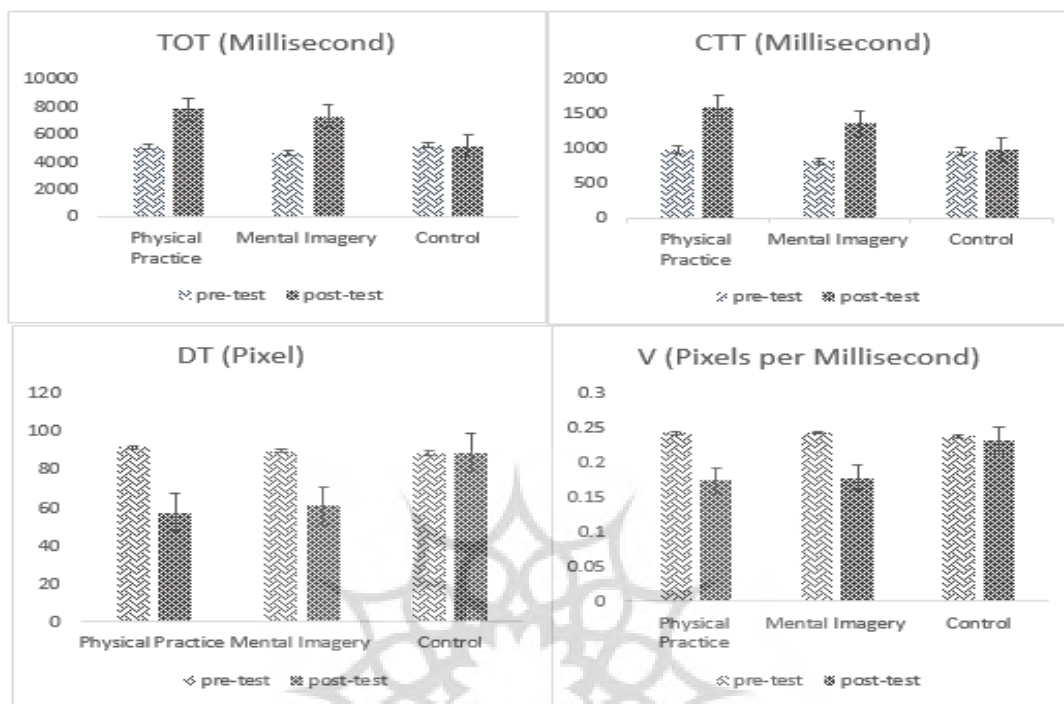 TOT (Millisecond)
10000
8000
6000
4000
2000
0
Physical
Practice
Mental Imagery
Control
pre-test post-test
CTT (Millisecond)
2000
1500
1000
500
0
Physical
Practice
Mental Imagery
Control
pre-test post-test
DT (Pixel)
120
100
80
60
40
20
0
Physical Practice Mental Imagery Control
pre-test post-test
V (Pixels per Millisecond)
0.3
0.25
0.2
0.15
0.1
0.05
0
Physical
Practice
Mental Imagery
Control
pre-test post-test